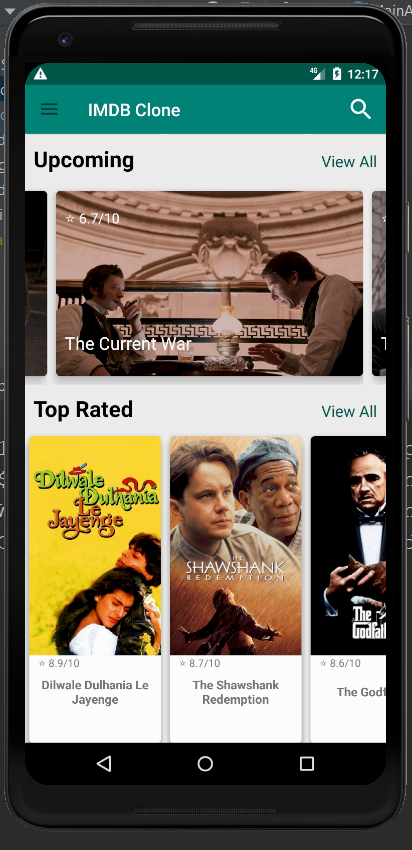 4G 12:17
IMDB Clone
Upcoming View All
☆ 6.7/10
The Current War
Top Rated View All
Dilwale
Dulhania
Le
Jayenge
THE
SHAWSHANK
REDEMPTION
The
Godfath
☆ 8.9/10 ☆ 8.7/10 ☆ 8.6/10
Dilwale Dulhania Le
Jayenge
The Shawshank
Redemption
The Godf